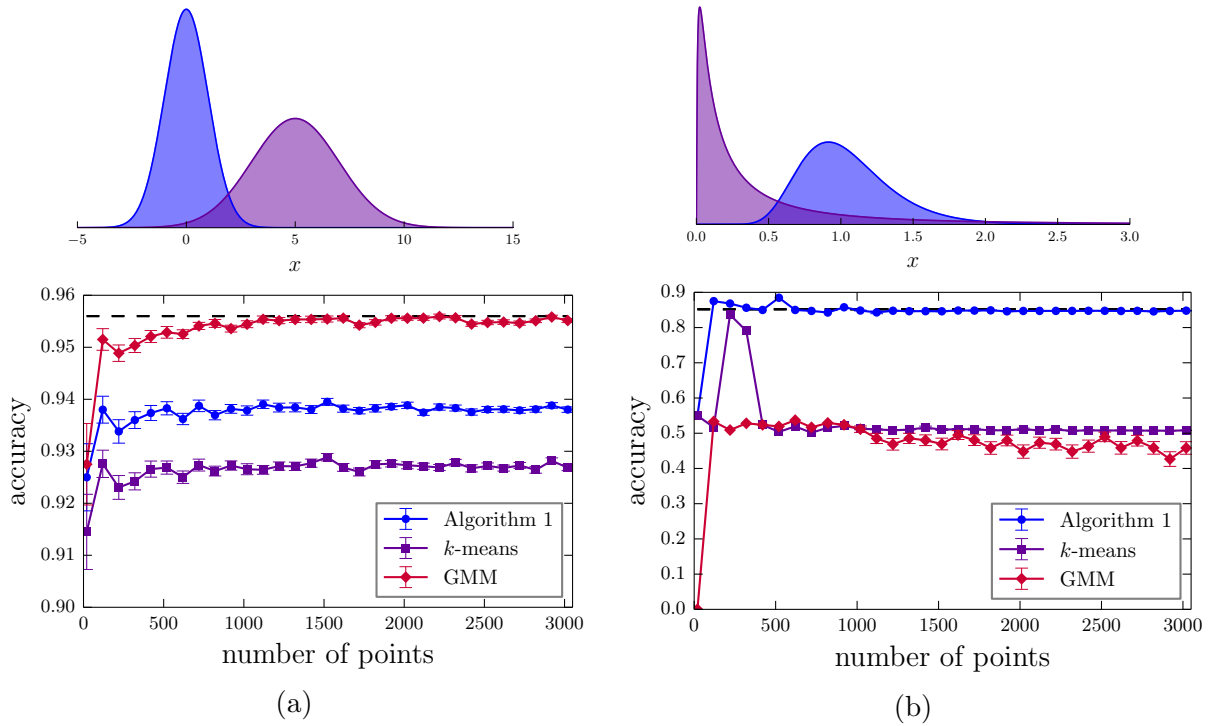 −5 0 5 10 15
x
0.0 0.5 1.0 1.5 2.0 2.5 3.0
x
0.96
0.95
0.94
0.93
0.92
0.91
0.90
accuracy
Algorithm 1
k-means
GMM
0 500 1000 1500 2000 2500 3000
number of points
(a)
0.9
0.8
0.7
0.6
0.5
0.4
0.3
0.2
0.1
0.0
accuracy
Algorithm 1
k-means
GMM
0 500 1000 1500 2000 2500 3000
number of points
(b)